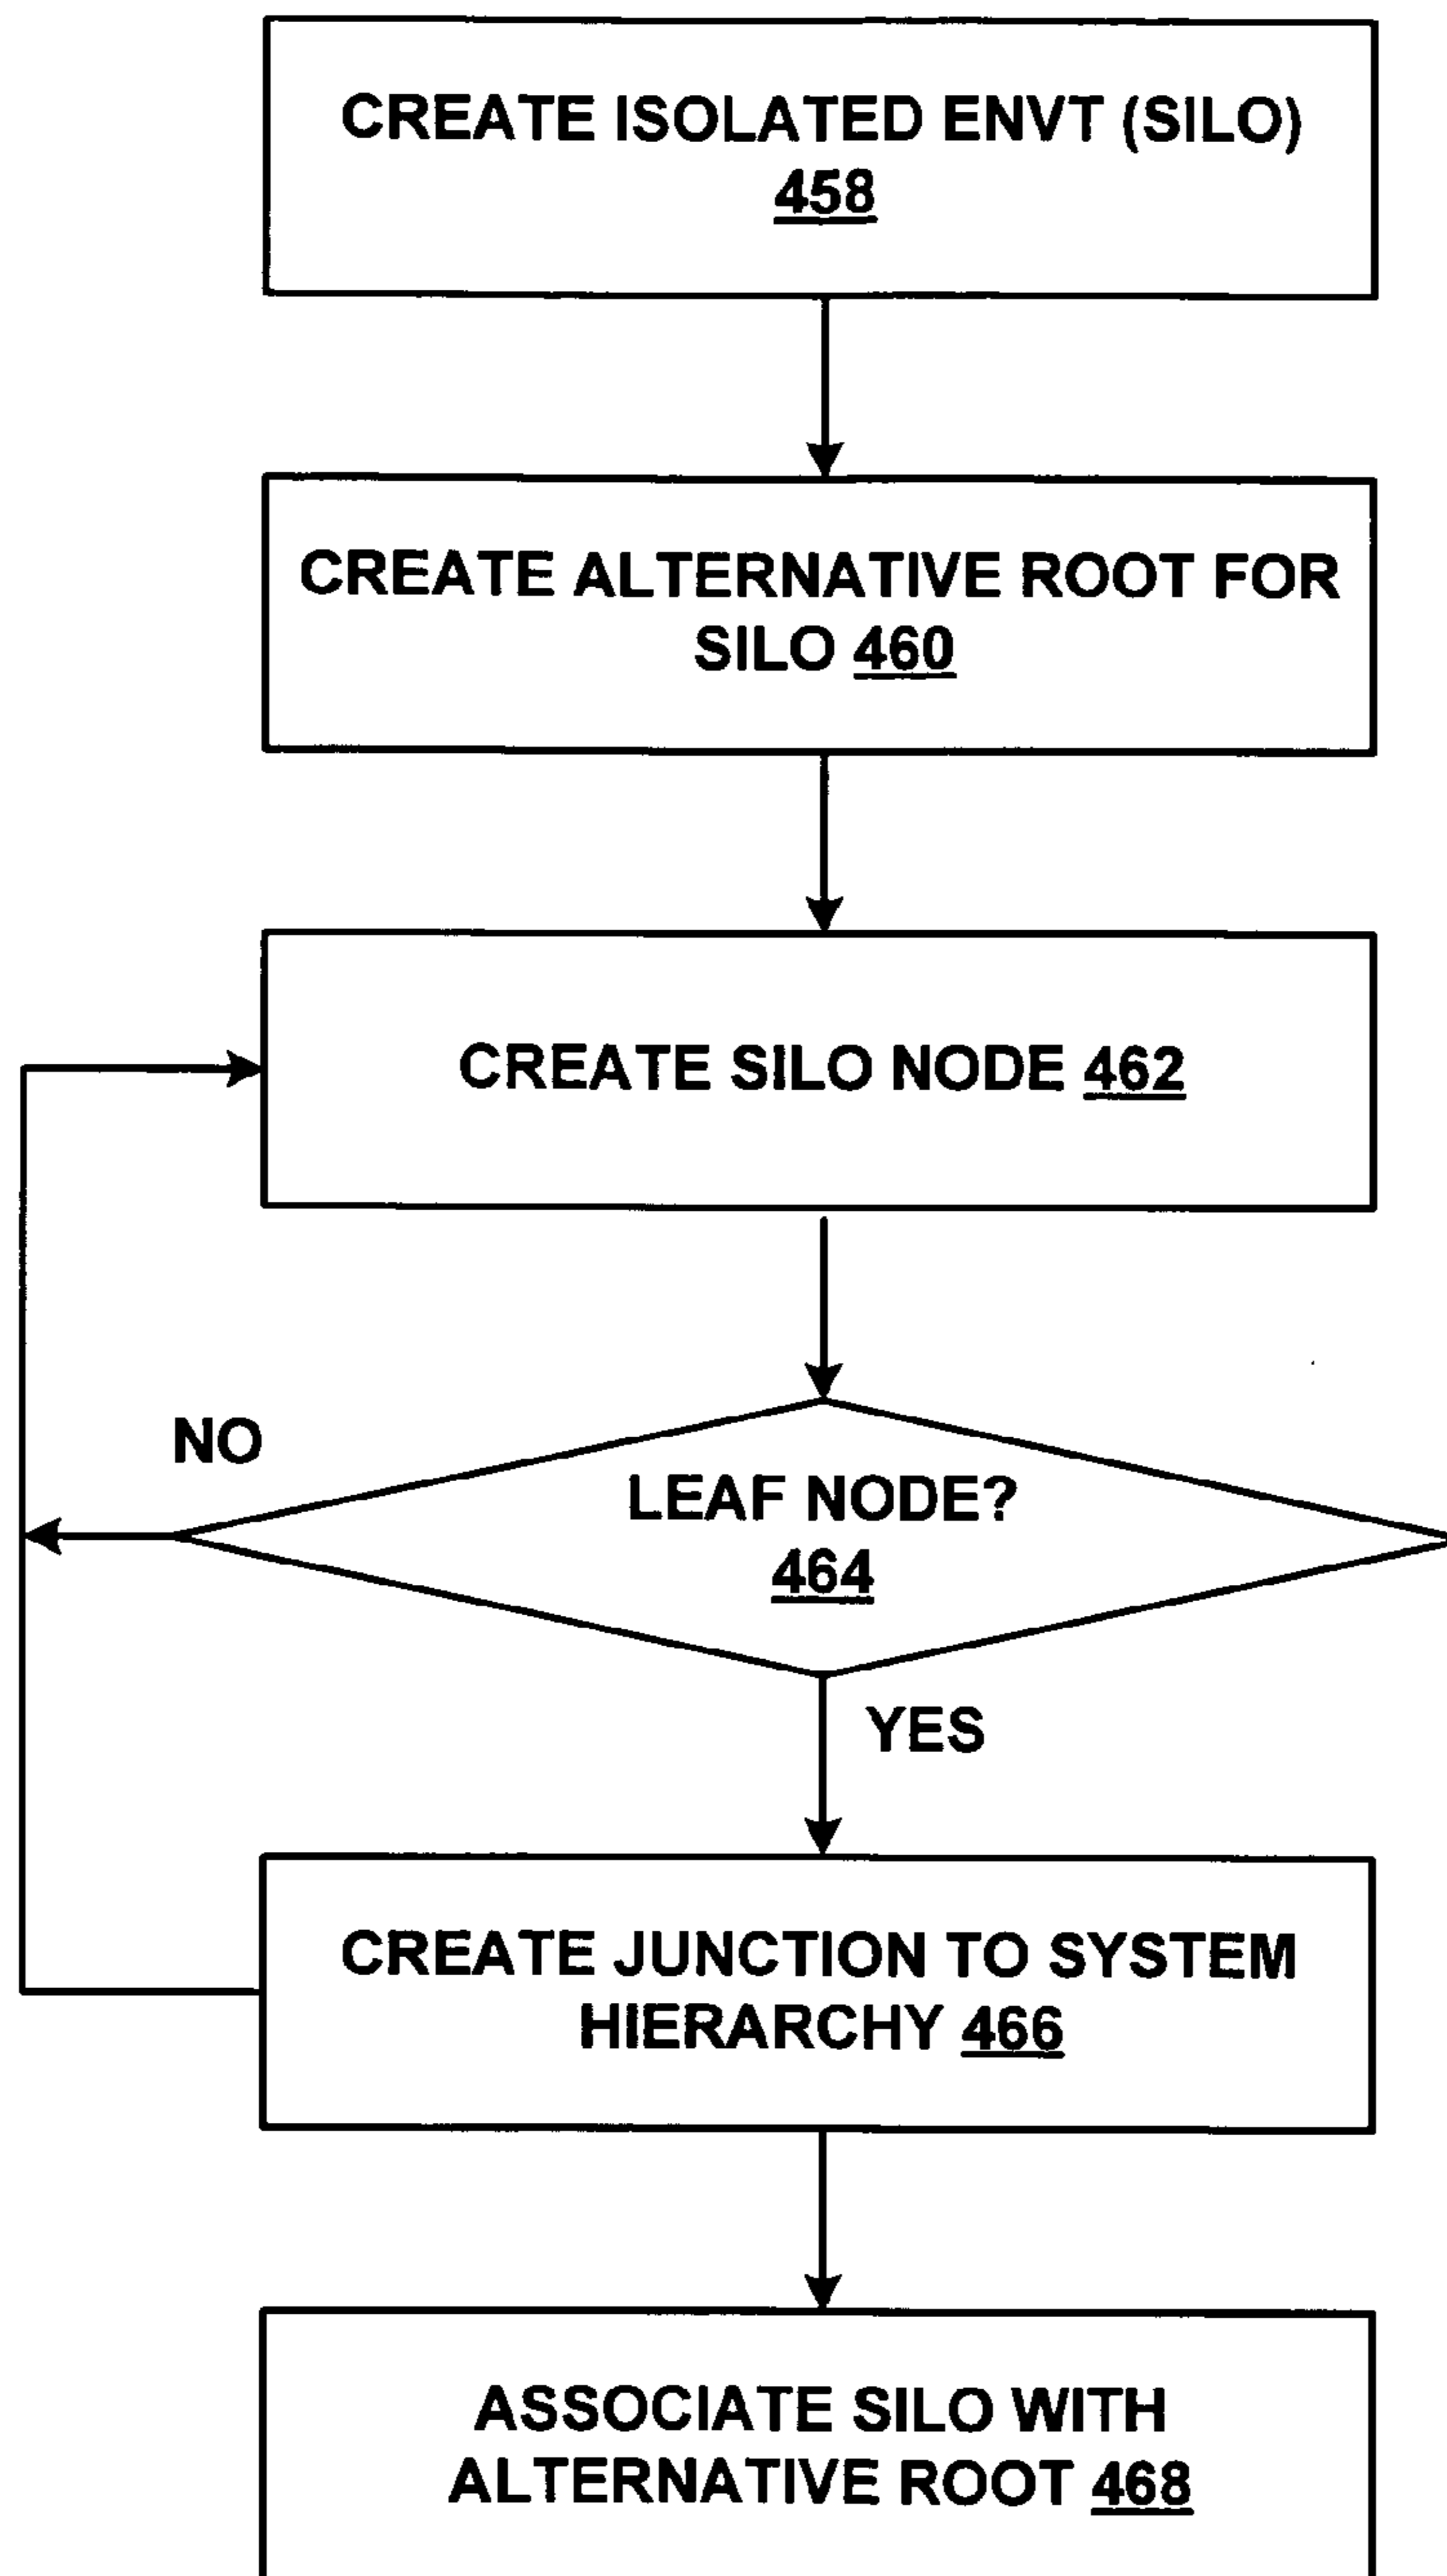 CREATE ISOLATED ENVT (SILO)
458
CREATE ALTERNATIVE ROOT FOR
SILO 460
CREATE SILO NODE 462
NO
LEAF NODE?
464
YES
CREATE JUNCTION TO SYSTEM
HIERARCHY 466
ASSOCIATE SILO WITH
ALTERNATIVE ROOT 468